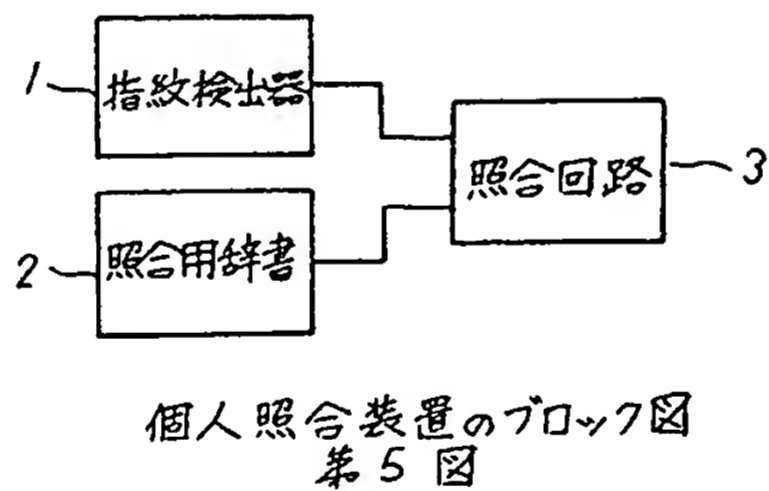 1
指紋検出器
照合回路
3
2
照合用辞書
個人照合装置のブロック図
第5図